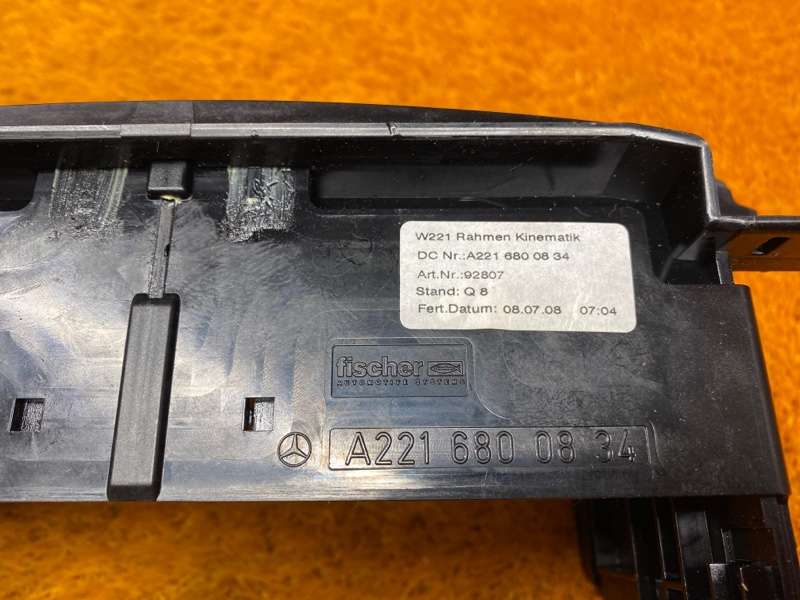 W221 Rahmen Kinematik
DC Nr.:A221 680 08 34
Art.Nr.:92807
Stand: Q 8
Fert.Datum: 08.07.08 07:04
fischer
AUTOMOTIVE SYSTEMS
A221 680 08 34